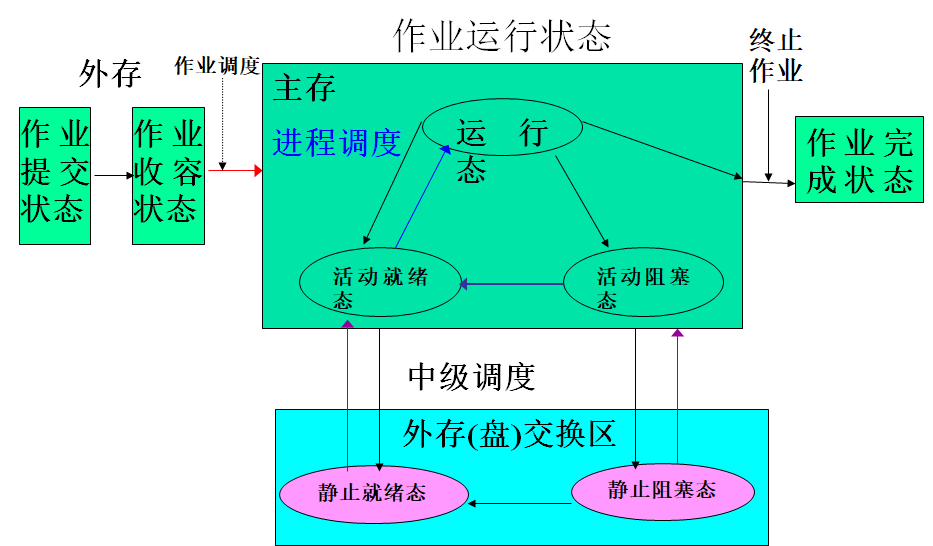 作业运行状态
终止
作业
外存
作业调度
主存
作业
提交
状态
作业
收容
状态
进程调度
运行
态
作业完
成状态
活动就绪
态
活动阻塞
态
中级调度
外存(盘)交换区
静止就绪态
静止阻塞态